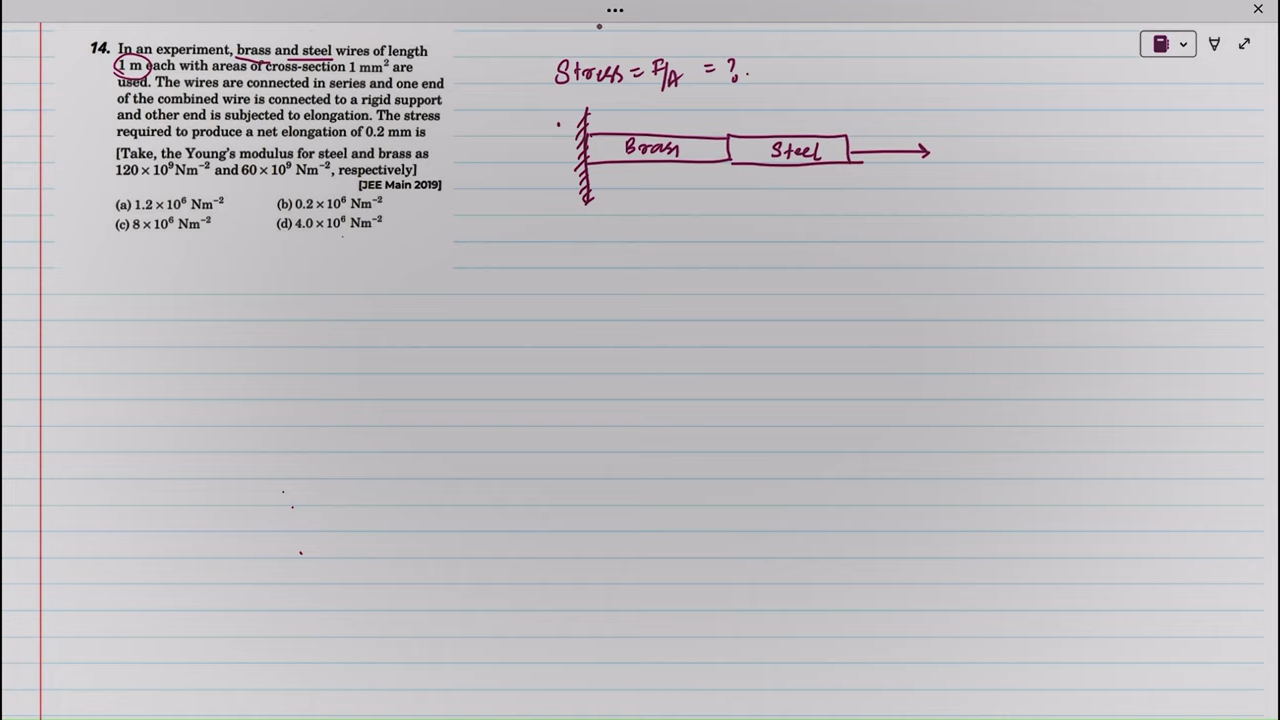 14. In an experiment, brass and steel wires of length
1 m each with areas of cross-section 1 mm² are
used. The wires are connected in series and one end
of the combined wire is connected to a rigid support
and other end is subjected to elongation. The stress
required to produce a net elongation of 0.2 mm is
[Take, the Young's modulus for steel and brass as
120 × 10⁹ Nm⁻² and 60 × 10⁹ Nm⁻², respectively]
[JEE Main 2019]
(a) 1.2 × 10⁶ Nm⁻² (b) 0.2 × 10⁶ Nm⁻²
(c) 8 × 10⁶ Nm⁻² (d) 4.0 × 10⁶ Nm⁻²
Stress = F/A = ?.
Brass Steel